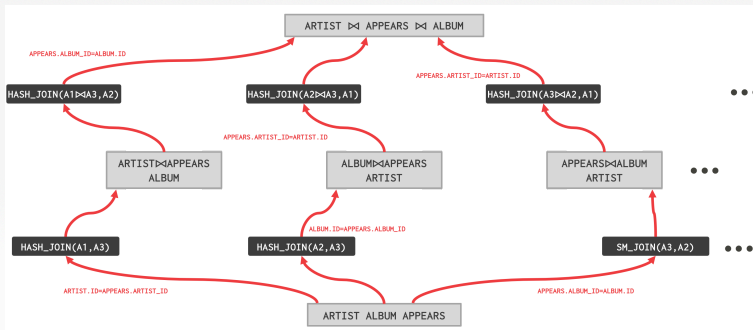 ARTIST ⋈ APPEARS ⋈ ALBUM
APPEARS.ALBUM_ID=ALBUM.ID
APPEARS.ARTIST_ID=ARTIST.ID
HASH_JOIN(A1⋈A3,A2)
HASH_JOIN(A2⋈A3,A1)
HASH_JOIN(A3⋈A2,A1)
APPEARS.ARTIST_ID=ARTIST.ID
ARTIST⋈APPEARS
ALBUM
ALBUM⋈APPEARS
ARTIST
APPEARS⋈ALBUM
ARTIST
ALBUM.ID=APPEARS.ALBUM_ID
HASH_JOIN(A1,A3)
HASH_JOIN(A2,A3)
SM_JOIN(A3,A2)
ARTIST.ID=APPEARS.ARTIST_ID
APPEARS.ALBUM_ID=ALBUM.ID
ARTIST ALBUM APPEARS